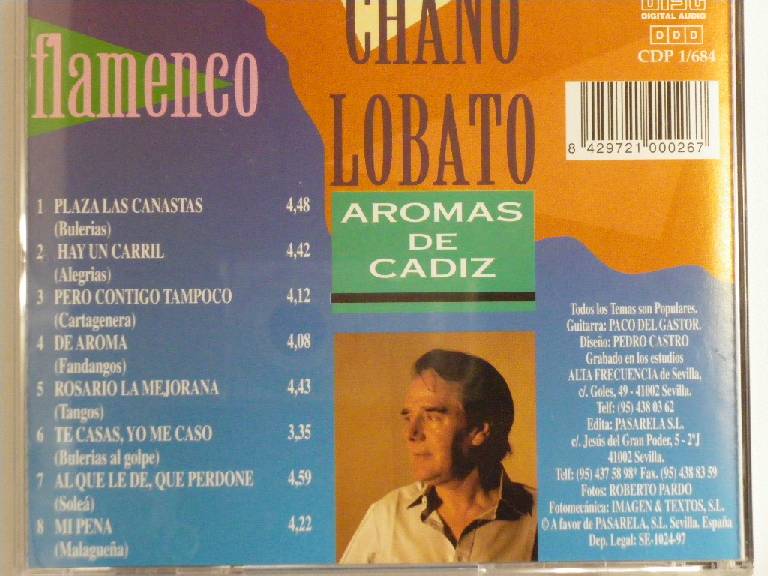 flamenco
CHANO
LOBATO
AROMAS
DE
CADIZ
DISC
DIGITAL AUDIO
DDD
CDP 1/684
8 429721 000267
1 PLAZA LAS CANASTAS 4,48
(Bulerias)
2 HAY UN CARRIL 4,42
(Alegrias)
3 PERO CONTIGO TAMPOCO 4,12
(Cartagenera)
4 DE AROMA 4,08
(Fandangos)
5 ROSARIO LA MEJORANA 4,43
(Tangos)
6 TE CASAS, YO ME CASO 3,35
(Bulerias al golpe)
7 AL QUE LE DE, QUE PERDONE 4,59
(Soleá)
8 MI PENA 4,22
(Malagueña)
Todos los Temas son Populares.
Guitarra: PACO DEL GASTOR.
Diseño: PEDRO CASTRO
Grabado en los estudios
ALTA FRECUENCIA de Sevilla,
c/. Goles, 49 - 41002 Sevilla.
Telf: (95) 438 03 62
Edita: PASARELA S.L.
c/. Jesús del Gran Poder, 5 - 2ºJ
41002 Sevilla.
Telf: (95) 437 58 98º Fax. (95) 438 83 59
Fotos: ROBERTO PARDO
Fotomecánica: IMAGEN & TEXTOS, S.L.
© A favor de PASARELA, S.L. Sevilla. España
Dep. Legal: SE-1024-97